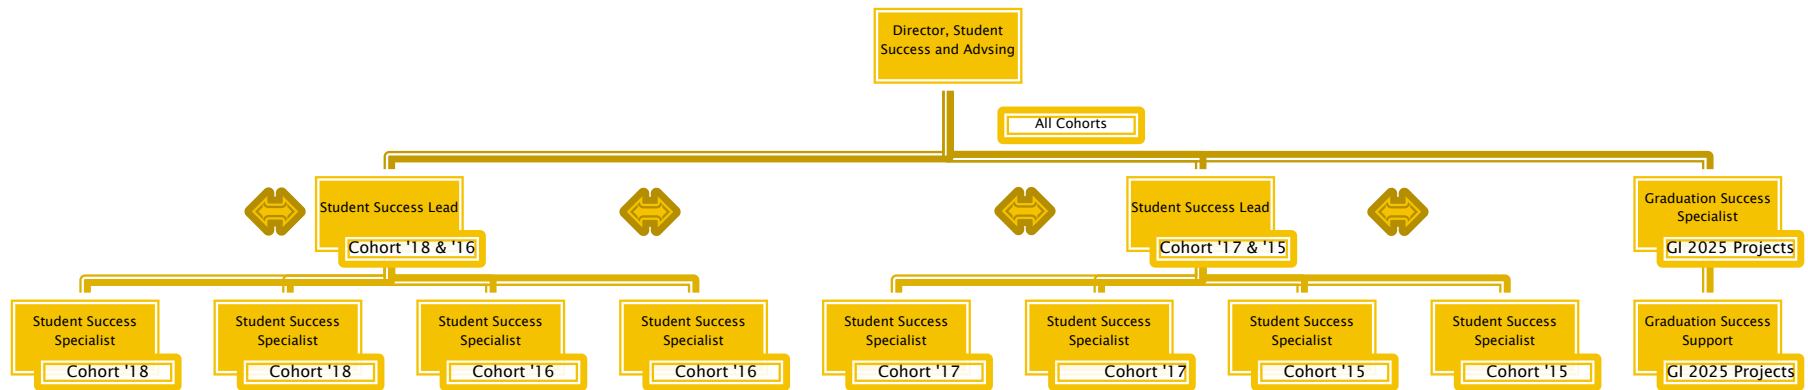 Director, Student
Success and Advsing
All Cohorts
Student Success Lead
Cohort '18 & '16
Student Success Lead
Cohort '17 & '15
Graduation Success
Specialist
GI 2025 Projects
Student Success
Specialist
Cohort '18
Student Success
Specialist
Cohort '18
Student Success
Specialist
Cohort '16
Student Success
Specialist
Cohort '16
Student Success
Specialist
Cohort '17
Student Success
Specialist
Cohort '17
Student Success
Specialist
Cohort '15
Student Success
Specialist
Cohort '15
Graduation Success
Support
GI 2025 Projects